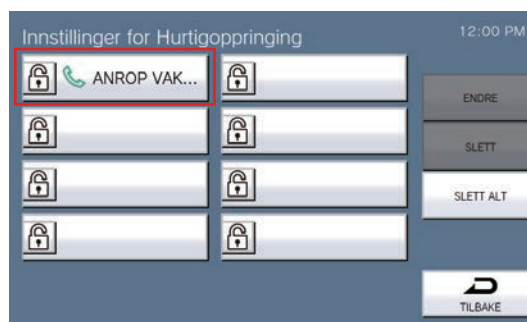 Innstillinger for Hurtigoppringing
12:00 PM
ANROP VAK...
ENDRE
SLETT
SLETT ALT
TILBAKE